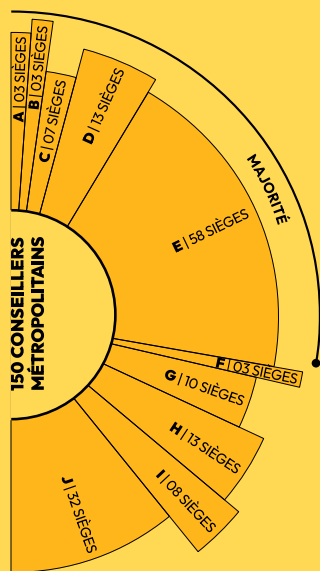 A | 03 SIÈGES
B | 03 SIÈGES
C | 07 SIÈGES
D | 13 SIÈGES
MAJORITÉ
E | 58 SIÈGES
150 CONSEILLERS
MÉTROPOLITAINS
F | 03 SIÈGES
G | 10 SIÈGES
H | 13 SIÈGES
I | 08 SIÈGES
J | 32 SIÈGES